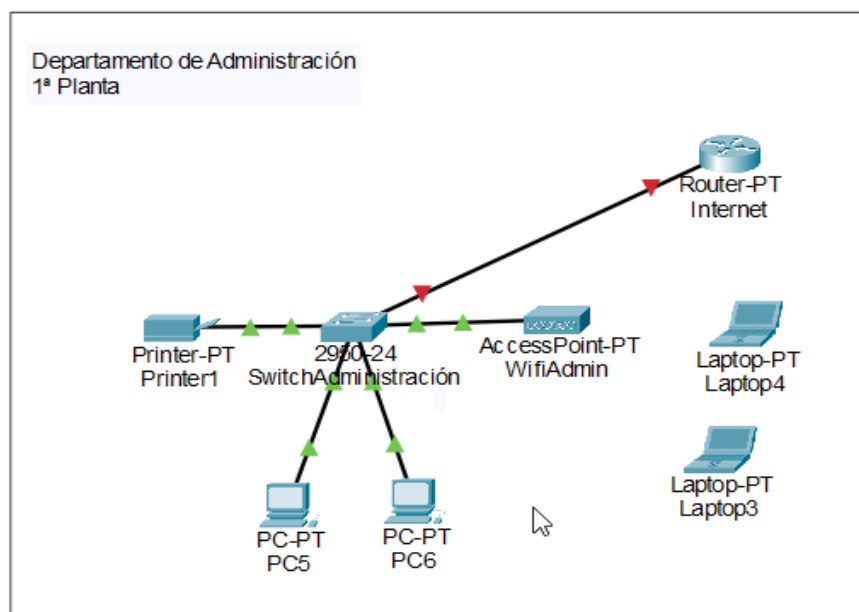 Departamento de Administración
1ª Planta
Router-PT
Internet
Printer-PT
Printer1
2950-24
SwitchAdministración
AccessPoint-PT
WifiAdmin
Laptop-PT
Laptop4
Laptop-PT
Laptop3
PC-PT
PC5
PC-PT
PC6